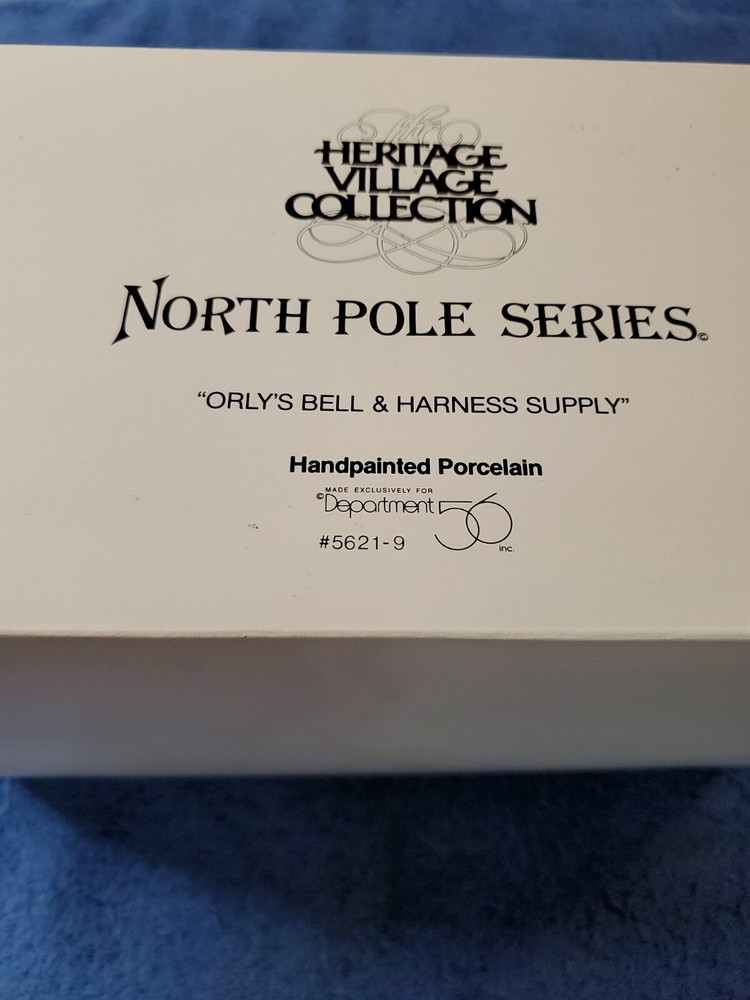 The
HERITAGE
VILLAGE
COLLECTION
NORTH POLE SERIES©
“ORLY'S BELL & HARNESS SUPPLY”
Handpainted Porcelain
MADE EXCLUSIVELY FOR
©Department 56 inc.
#5621-9